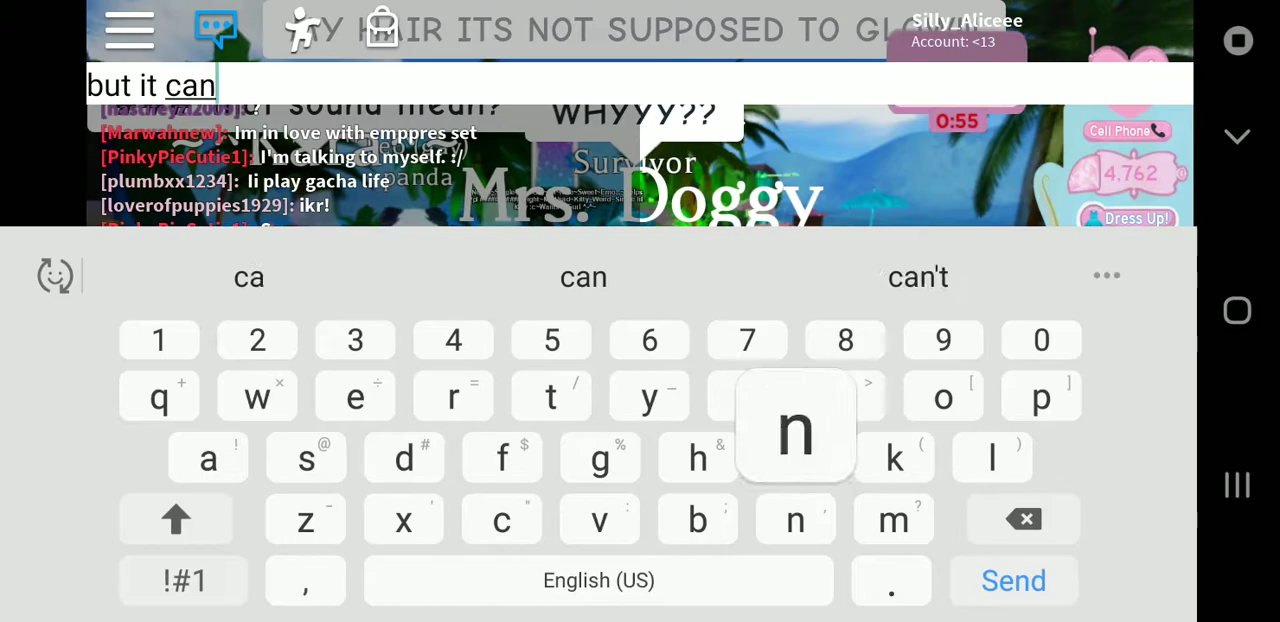 HAIR ITS NOT SUPPOSED TO
Silly_Aliceee
Account: <13
but it can
sound mean?
WHYYY??
0:55
[Marwahnew]: Im in love with emppres set
[PinkyPieCutie1]: I'm talking to myself. :/
[plumbxx1234]: Ii play gacha life
[loverofpuppies1929]: ikr!
panda
Survivor
Mrs. Doggy
Cell Phone
4.762
Dress Up!
ca can can't
1 2 3 4 5 6 7 8 9 0
q + w × e ÷ r = t / y _ > o [ p ]
a ! s @ d # f $ g % h & n k ( l )
z - x ' c " v : b ; n , m ?
!#1 , English (US) . Send